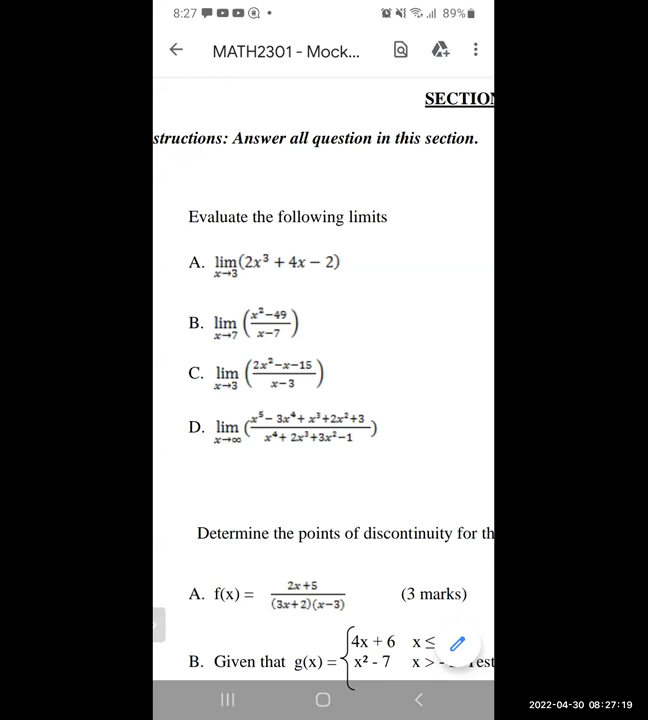 8:27 89%
MATH2301 - Mock...
SECTIO
structions: Answer all question in this section.
Evaluate the following limits
A. lim x→3 (2x³ + 4x − 2)
B. lim x→7 ((x²−49)/(x−7))
C. lim x→3 ((2x²−x−15)/(x−3))
D. lim x→∞ ((x⁵− 3x⁴+ x³+2x²+3)/(x⁴+ 2x³+3x²−1))
Determine the points of discontinuity for th
A. f(x) = (2x+5)/((3x+2)(x−3)) (3 marks)
4x + 6 x ≤
B. Given that g(x) = { x² - 7 x > est
2022-04-30 08:27:19